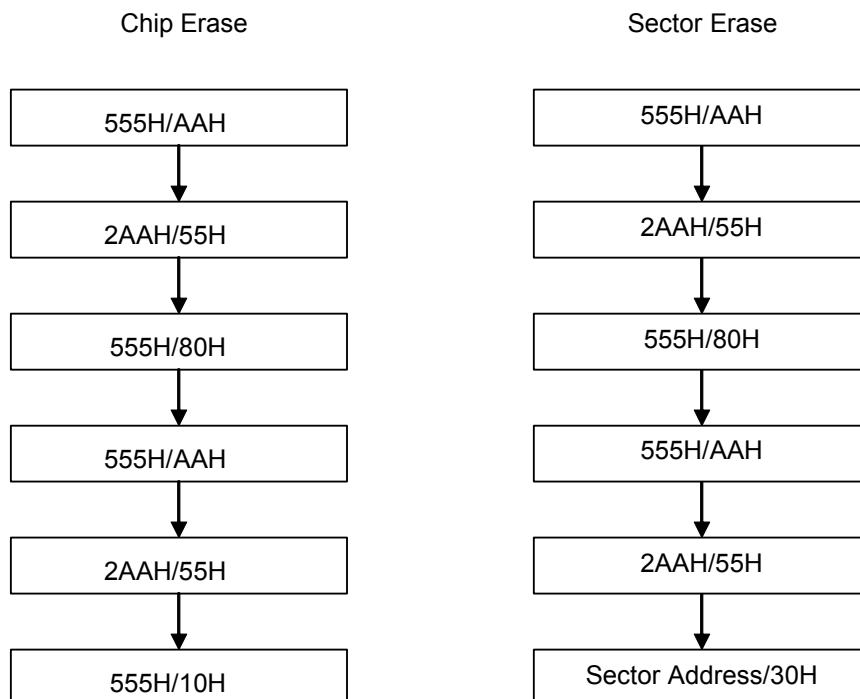 Chip Erase
555H/AAH
2AAH/55H
555H/80H
555H/AAH
2AAH/55H
555H/10H
Sector Erase
555H/AAH
2AAH/55H
555H/80H
555H/AAH
2AAH/55H
Sector Address/30H